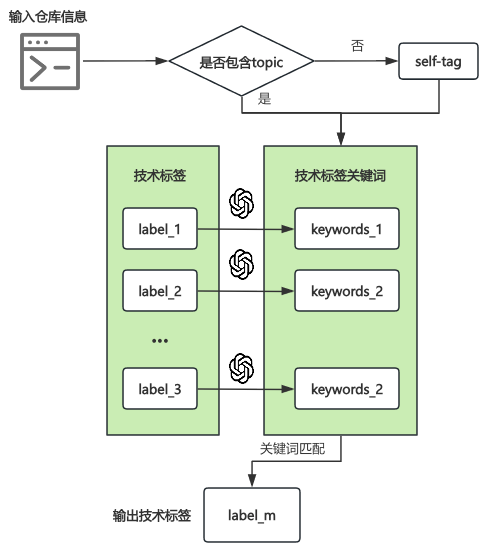 输入仓库信息
是否包含topic
否
self-tag
是
技术标签
技术标签关键词
label_1
keywords_1
label_2
keywords_2
...
label_3
keywords_2
关键词匹配
输出技术标签
label_m